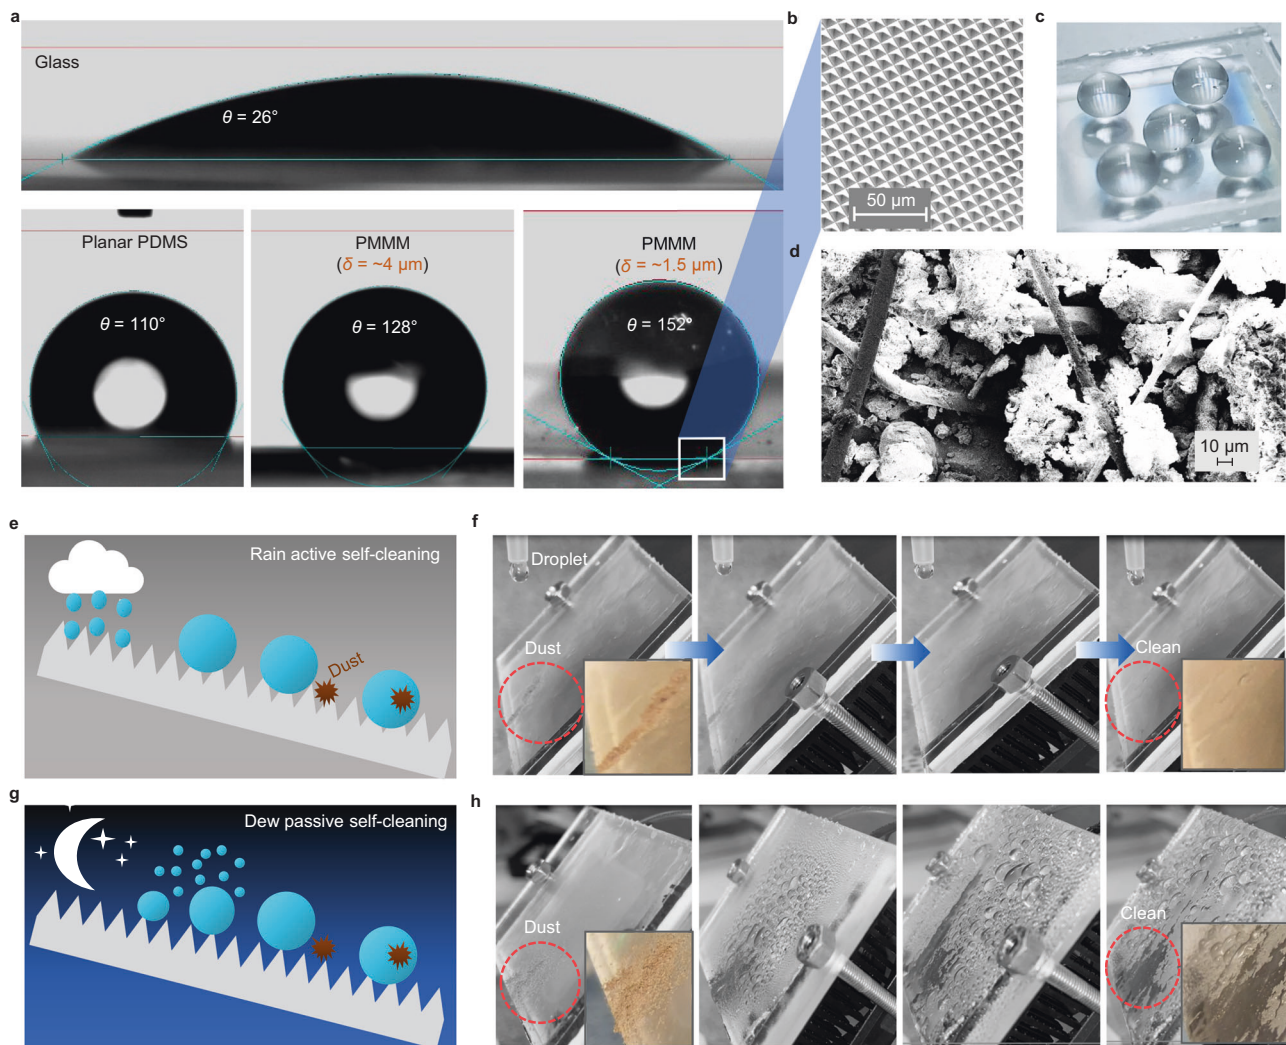 a
Glass
θ = 26°
Planar PDMS
θ = 110°
PMMM
(δ = ~4 μm)
θ = 128°
PMMM
(δ = ~1.5 μm)
θ = 152°
b
50 μm
c
d
10 μm
e
Rain active self-cleaning
Dust
f
Droplet
Dust
Clean
g
Dew passive self-cleaning
h
Dust
Clean